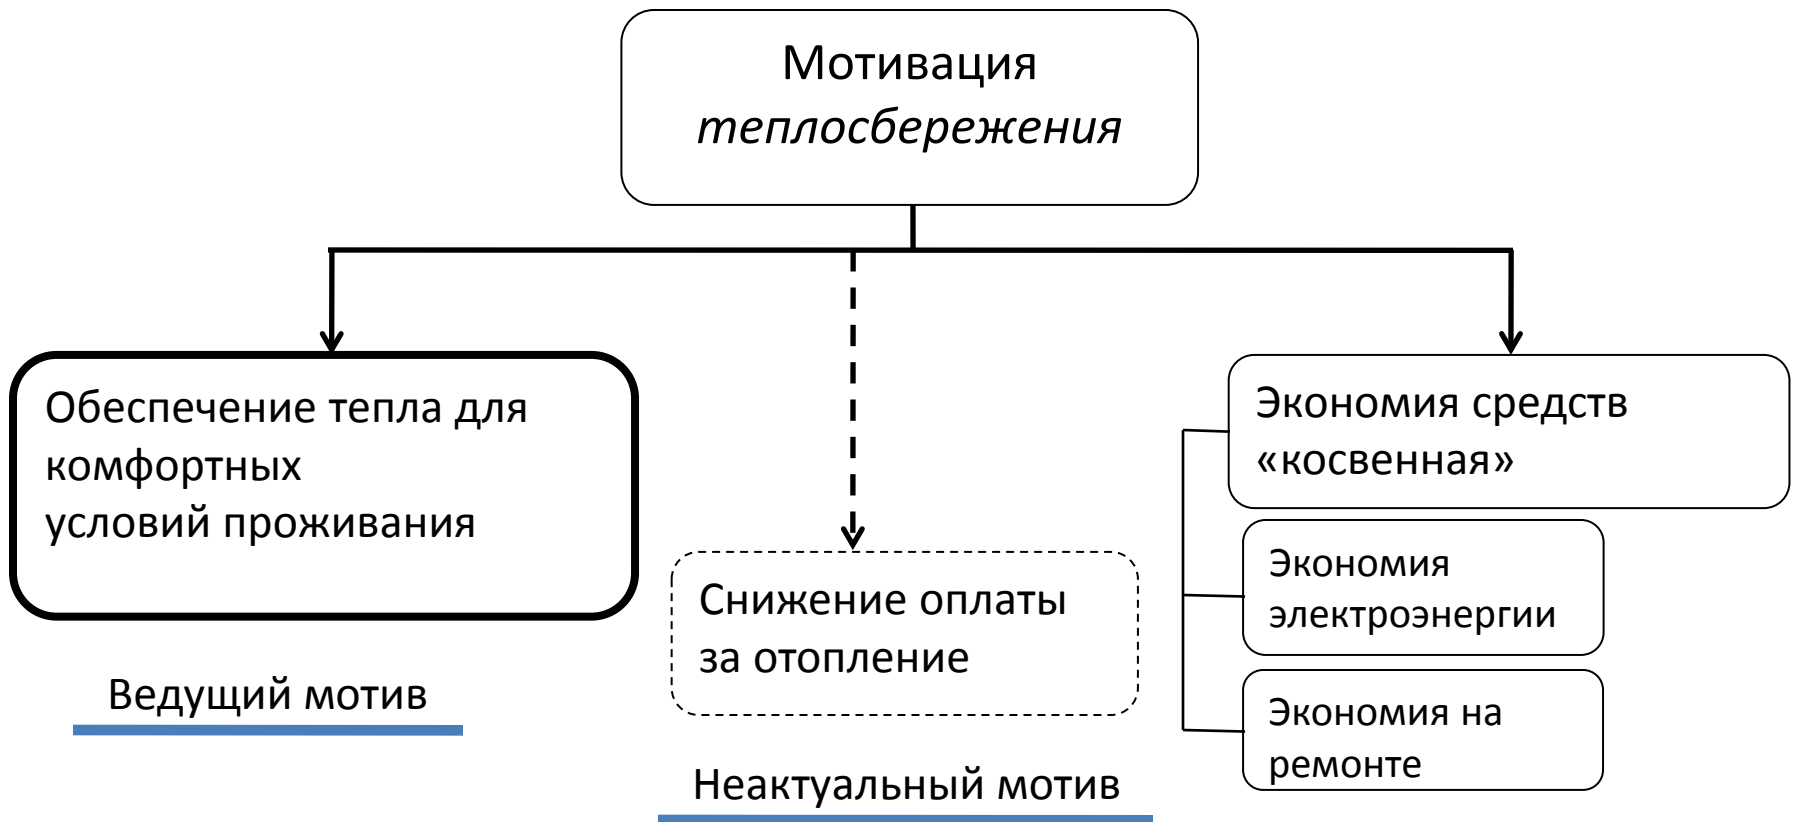 Мотивация
теплосбережения
Обеспечение тепла для
комфортных
условий проживания
Ведущий мотив
Снижение оплаты
за отопление
Неактуальный мотив
Экономия средств
«косвенная»
Экономия
электроэнергии
Экономия на
ремонте